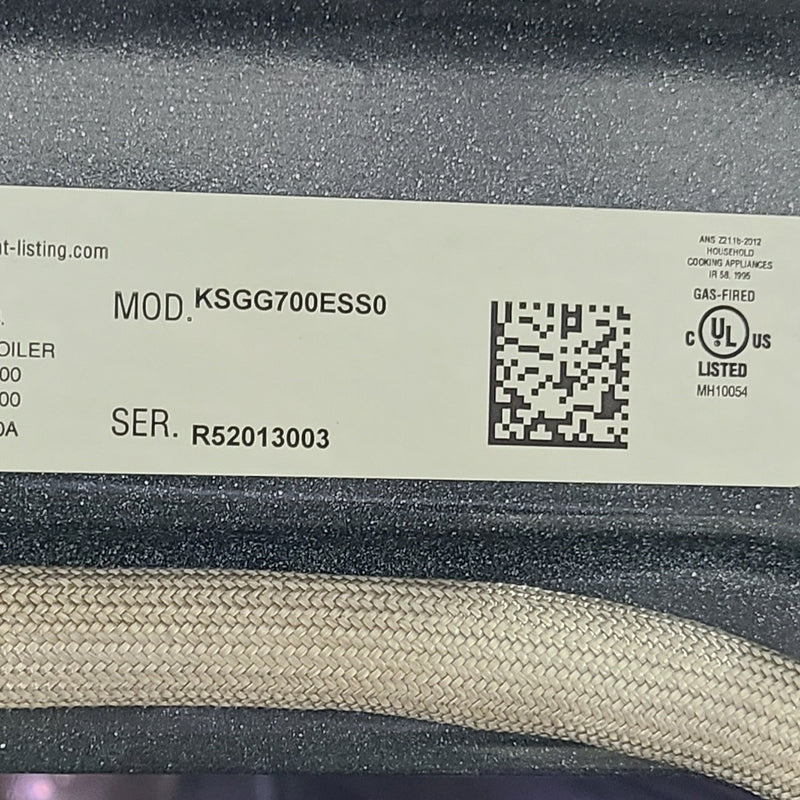 t-listing.com
OILER
00
00
0A
MOD. KSGG700ESS0
SER. R52013003
ANS Z21.1b-2012
HOUSEHOLD
COOKING APPLIANCES
IR 58, 1995
GAS-FIRED
C UL US
LISTED
MH10054